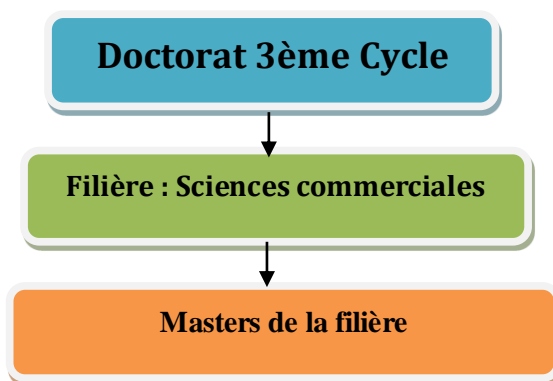 Doctorat 3ème Cycle
Filière : Sciences commerciales
Masters de la filière